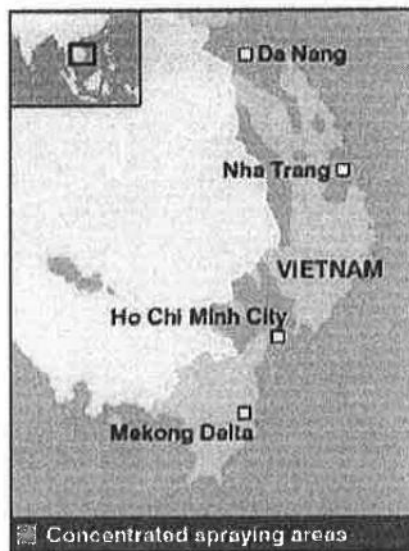 Da Nang
Nha Trang
VIETNAM
Ho Chi Minh City
Mekong Delta
Concentrated spraying areas